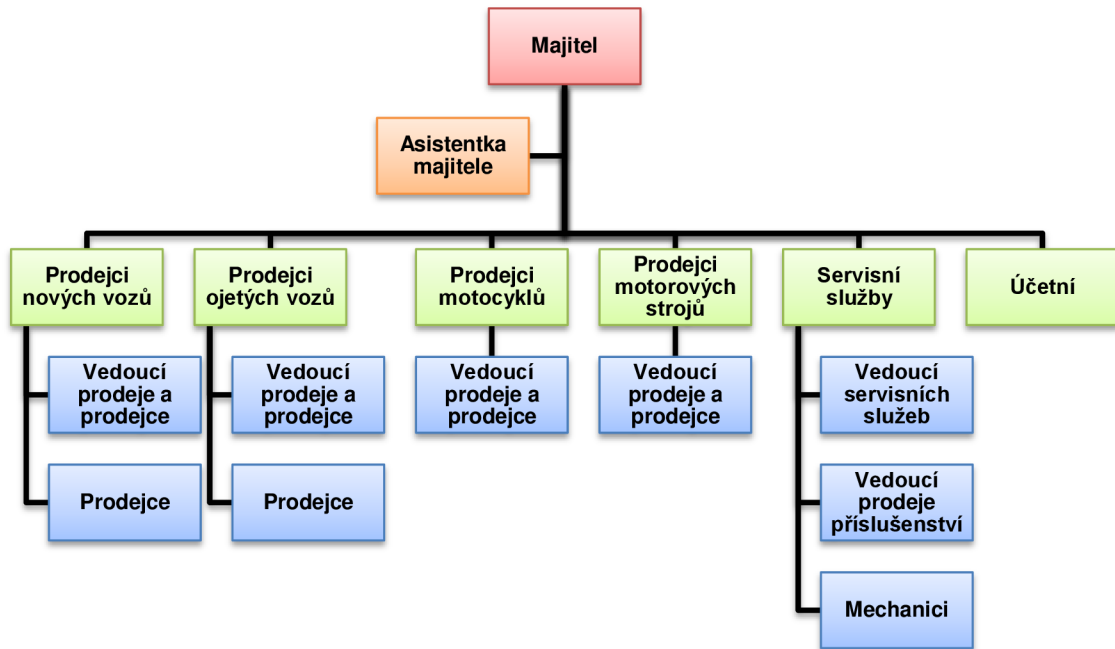 Majitel
Asistentka
majitele
Prodejci
nových vozů
Prodejci
ojetých vozů
Prodejci
motocyklů
Prodejci
motorových
strojů
Servisní
služby
Účetní
Vedoucí
prodeje a
prodejce
Vedoucí
prodeje a
prodejce
Vedoucí
prodeje a
prodejce
Vedoucí
prodeje a
prodejce
Vedoucí
servisních
služeb
Prodejce
Prodejce
Vedoucí
prodeje
příslušenství
Mechanici